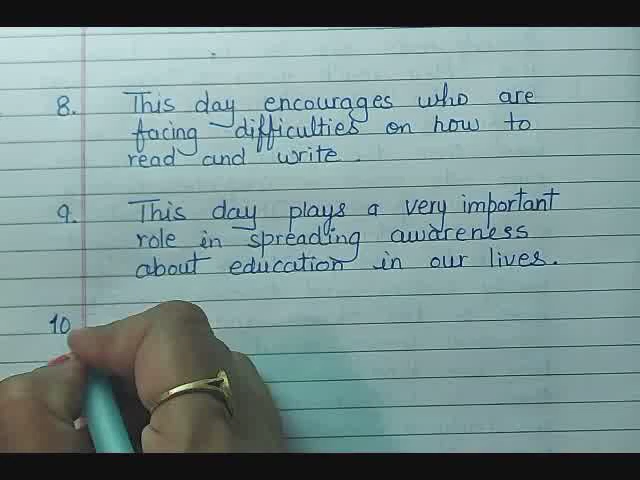 8. This day encourages who are
facing difficulties on how to
read and write.
9. This day plays a very important
role in spreading awareness
about education in our lives.
10